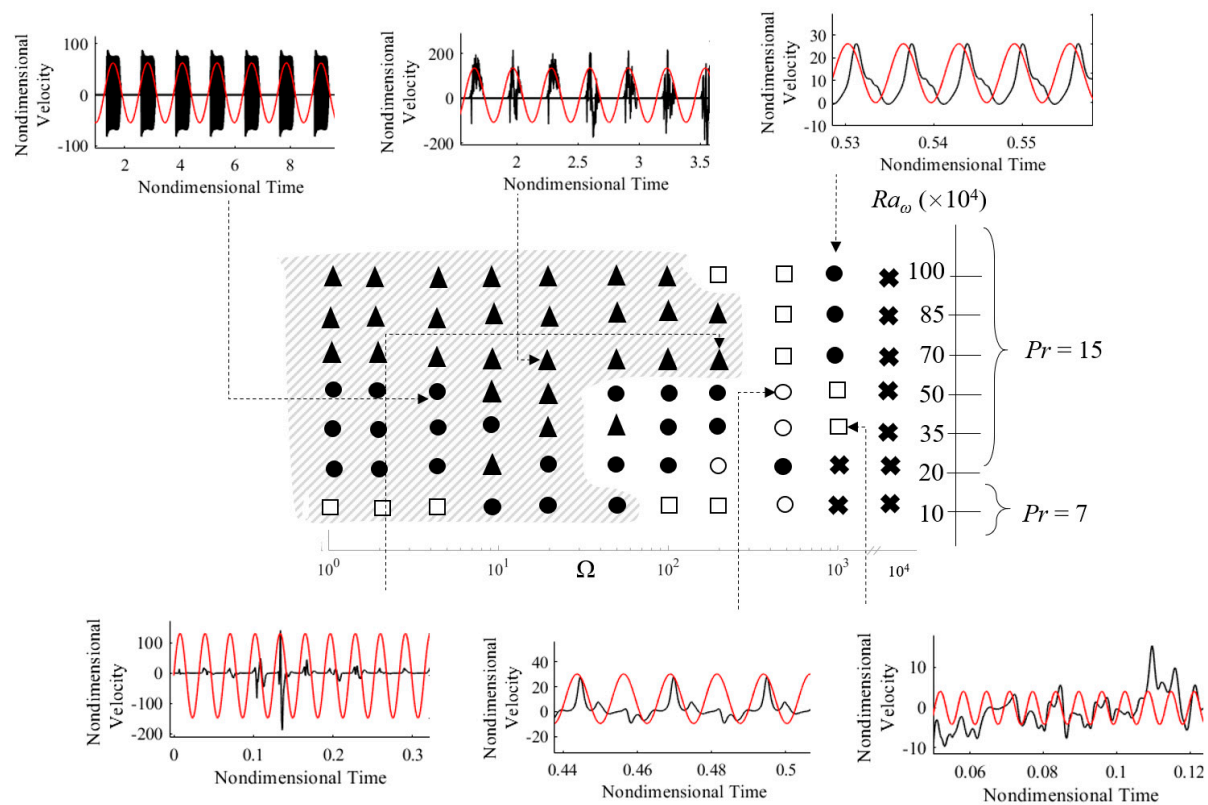 100
0
-100
Nondimensional
Velocity
2 4 6 8
Nondimensional Time
200
0
-200
Nondimensional
Velocity
2 2.5 3 3.5
Nondimensional Time
30
20
10
0
-10
Nondimensional
Velocity
0.53 0.54 0.55
Nondimensional Time
Raω (×10⁴)
100
85
70
50
35
20
10
Pr = 15
Pr = 7
10⁰ 10¹ Ω 10² 10³ 10⁴
100
0
-100
-200
Nondimensional
Velocity
0 0.1 0.2 0.3
Nondimensional Time
40
20
0
-20
Nondimensional
Velocity
0.44 0.46 0.48 0.5
Nondimensional Time
10
0
-10
Nondimensional
Velocity
0.06 0.08 0.1 0.12
Nondimensional Time